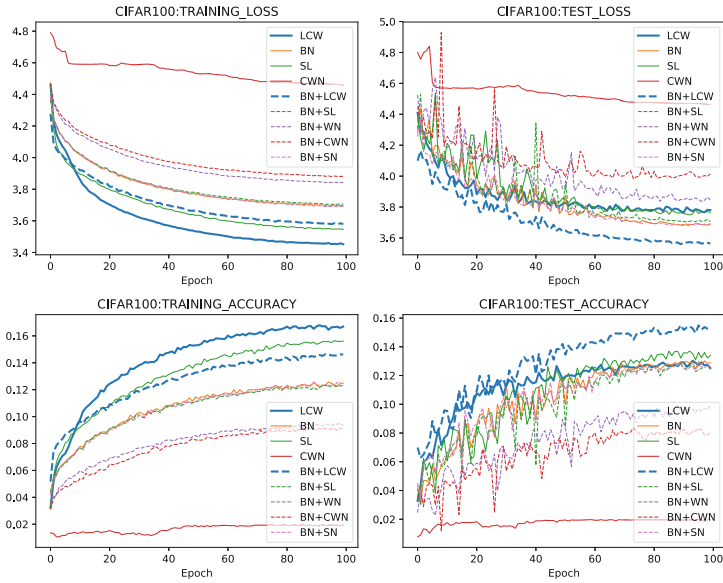 CIFAR100:TRAINING_LOSS
4.8
4.6
4.4
4.2
4.0
3.8
3.6
3.4
0
20
40
60
80
100
Epoch
LCW
BN
SL
CWN
BN+LCW
BN+SL
BN+WN
BN+CWN
BN+SN
CIFAR100:TEST_LOSS
5.0
4.8
4.6
4.4
4.2
4.0
3.8
3.6
0
20
40
60
80
100
Epoch
LCW
BN
SL
CWN
BN+LCW
BN+SL
BN+WN
BN+CWN
BN+SN
CIFAR100:TRAINING_ACCURACY
0.16
0.14
0.12
0.10
0.08
0.06
0.04
0.02
0
20
40
60
80
100
Epoch
LCW
BN
SL
CWN
BN+LCW
BN+SL
BN+WN
BN+CWN
BN+SN
CIFAR100:TEST_ACCURACY
0.16
0.14
0.12
0.10
0.08
0.06
0.04
0.02
0
20
40
60
80
100
Epoch
LCW
BN
SL
CWN
BN+LCW
BN+SL
BN+WN
BN+CWN
BN+SN